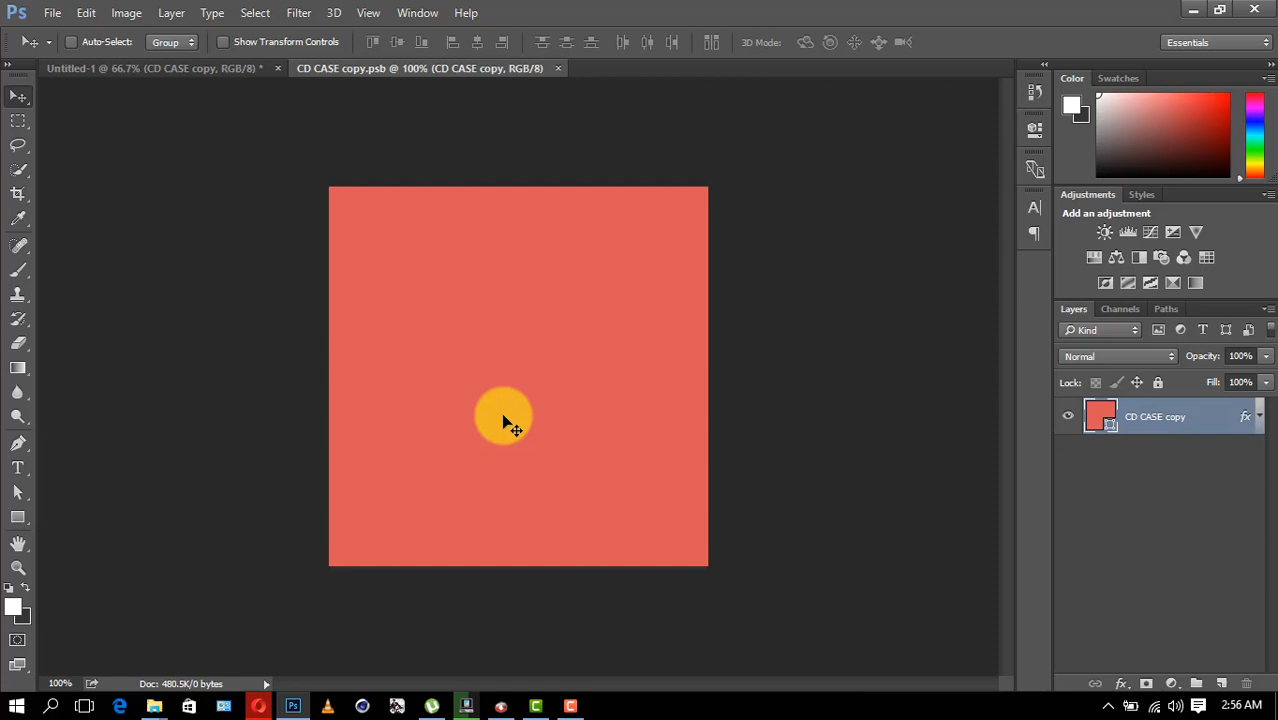 Ps File Edit Image Layer Type Select Filter 3D View Window Help
Auto-Select: Group Show Transform Controls 3D Mode: Essentials
Untitled-1 @ 66.7% (CD CASE copy, RGB/8) * × CD CASE copy.psb @ 100% (CD CASE copy, RGB/8) ×
Color Swatches
Adjustments Styles
Add an adjustment
Layers Channels Paths
Kind
Normal Opacity: 100%
Lock: Fill: 100%
CD CASE copy fx
100% Doc: 480.5K/0 bytes
2:56 AM